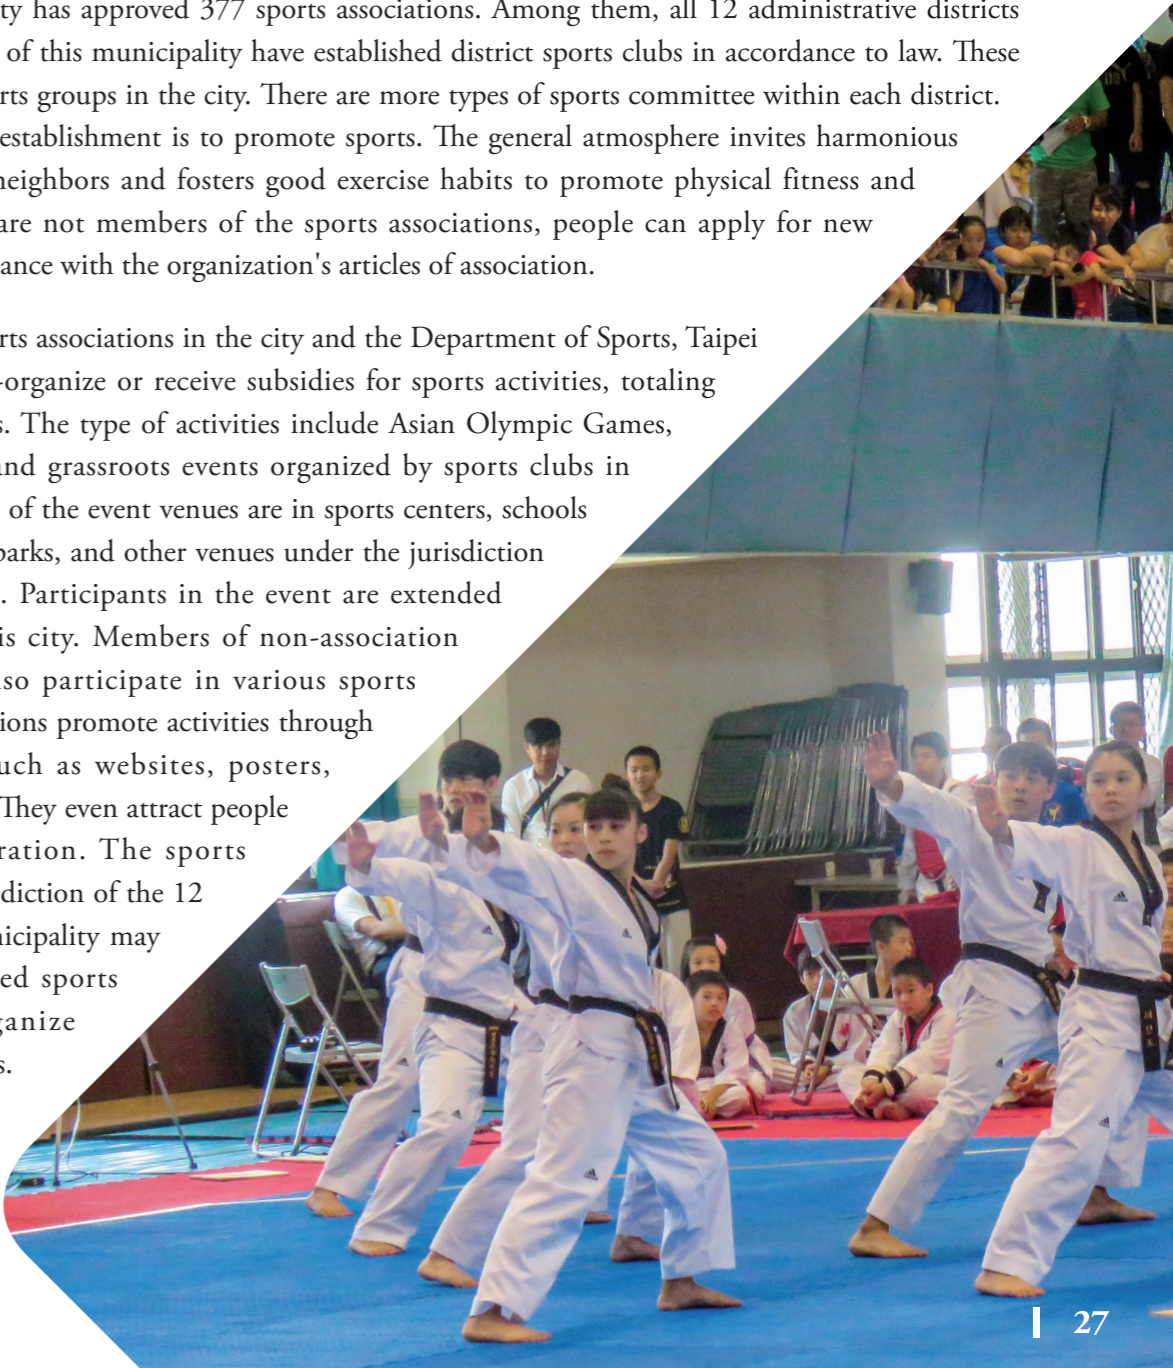 has approved 377 sports associations. Among them, all 12 administrative districts
of this municipality have established district sports clubs in accordance to law. These
groups in the city. There are more types of sports committee within each district.
establishment is to promote sports. The general atmosphere invites harmonious
neighbors and fosters good exercise habits to promote physical fitness and
are not members of the sports associations, people can apply for new
with the organization's articles of association.
associations in the city and the Department of Sports, Taipei
-organize or receive subsidies for sports activities, totaling
s. The type of activities include Asian Olympic Games,
and grassroots events organized by sports clubs in
of the event venues are in sports centers, schools
parks, and other venues under the jurisdiction
. Participants in the event are extended
is city. Members of non-association
so participate in various sports
promote activities through
uch as websites, posters,
They even attract people
ration. The sports
diction of the 12
nicipality may
ed sports
ganize
s.
27